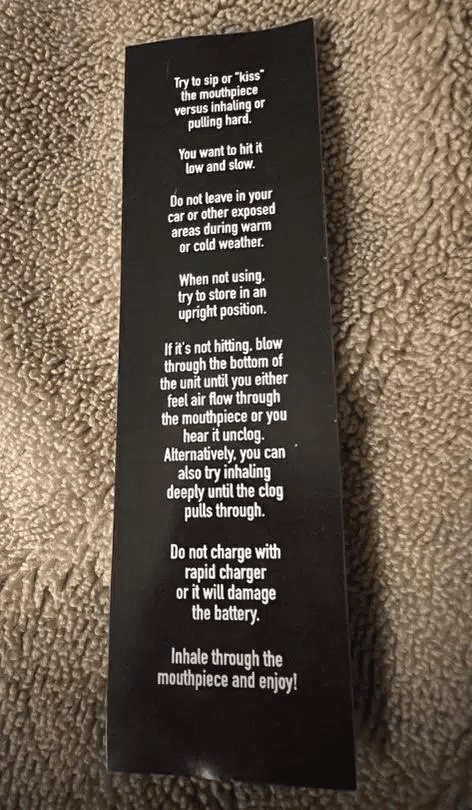 Try to sip or "kiss"
the mouthpiece
versus inhaling or
pulling hard.
You want to hit it
low and slow.
Do not leave in your
car or other exposed
areas during warm
or cold weather.
When not using,
try to store in an
upright position.
If it's not hitting, blow
through the bottom of
the unit until you either
feel air flow through
the mouthpiece or you
hear it unclog.
Alternatively, you can
also try inhaling
deeply until the clog
pulls through.
Do not charge with
rapid charger
or it will damage
the battery.
Inhale through the
mouthpiece and enjoy!